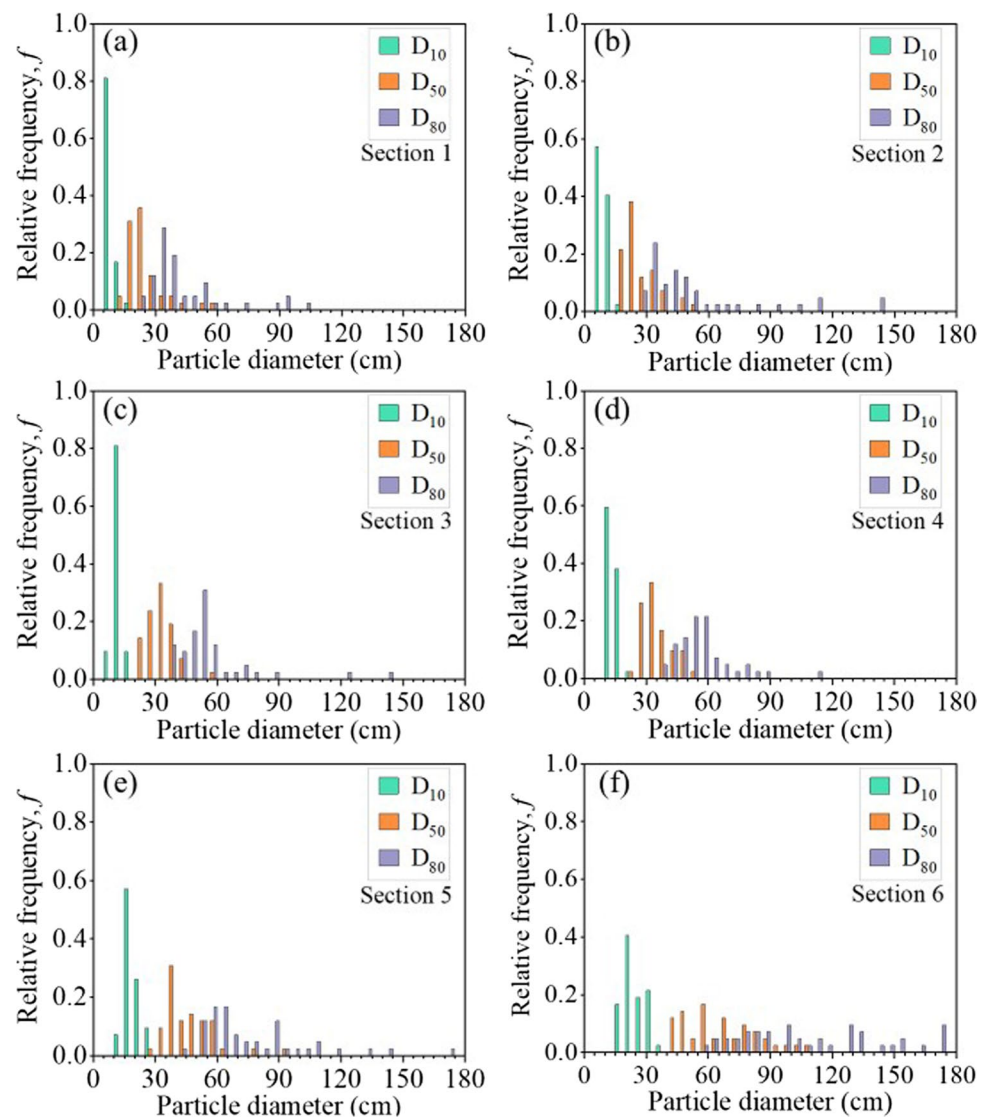 (a)
D10
D50
D80
Section 1
Relative frequency, f
1.0
0.8
0.6
0.4
0.2
0.0
0 30 60 90 120 150 180
Particle diameter (cm)
(b)
D10
D50
D80
Section 2
Relative frequency, f
1.0
0.8
0.6
0.4
0.2
0.0
0 30 60 90 120 150 180
Particle diameter (cm)
(c)
D10
D50
D80
Section 3
Relative frequency, f
1.0
0.8
0.6
0.4
0.2
0.0
0 30 60 90 120 150 180
Particle diameter (cm)
(d)
D10
D50
D80
Section 4
Relative frequency, f
1.0
0.8
0.6
0.4
0.2
0.0
0 30 60 90 120 150 180
Particle diameter (cm)
(e)
D10
D50
D80
Section 5
Relative frequency, f
1.0
0.8
0.6
0.4
0.2
0.0
0 30 60 90 120 150 180
Particle diameter (cm)
(f)
D10
D50
D80
Section 6
Relative frequency, f
1.0
0.8
0.6
0.4
0.2
0.0
0 30 60 90 120 150 180
Particle diameter (cm)